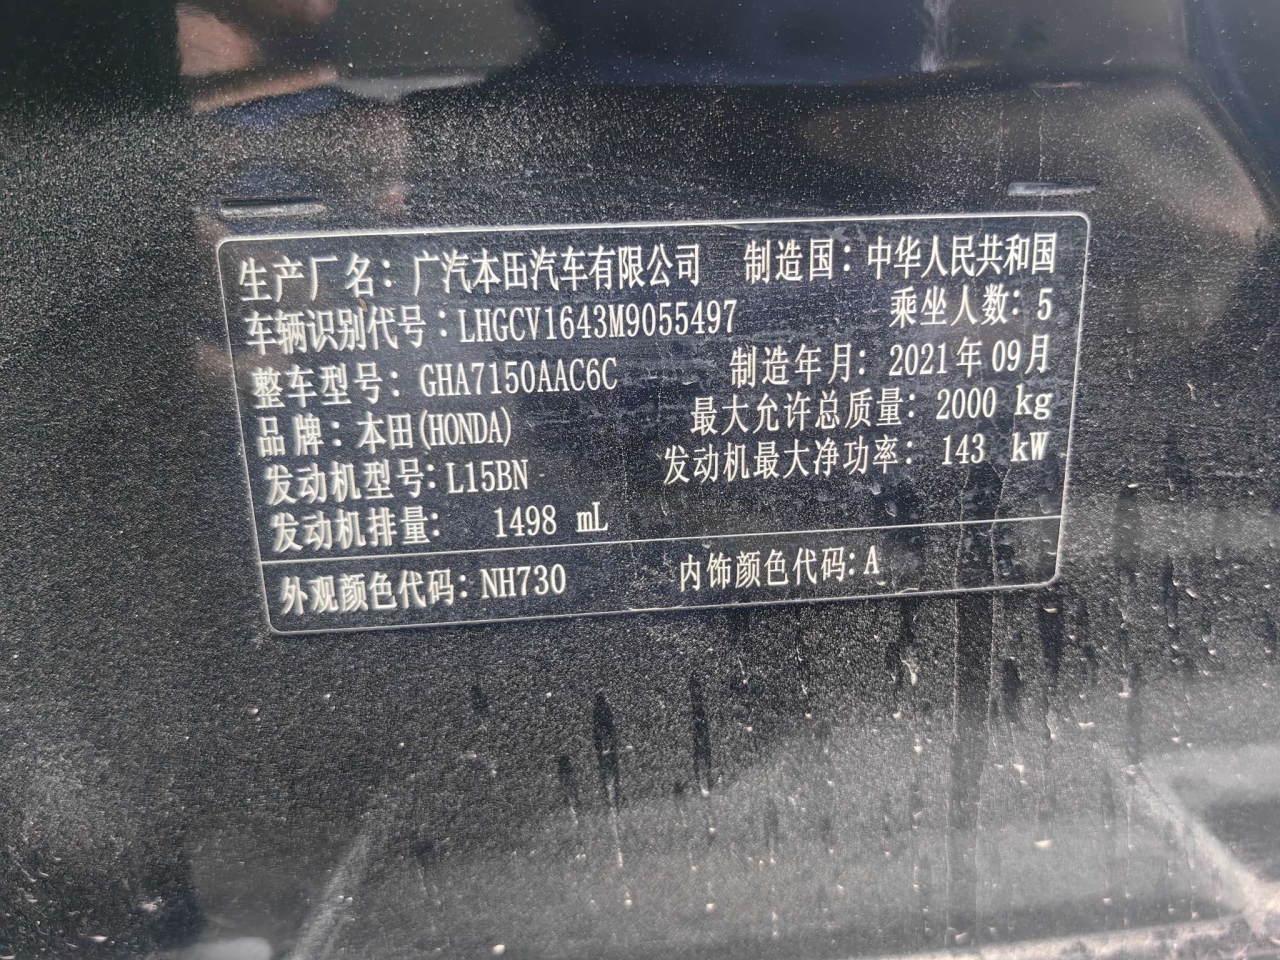 生产厂名：广汽本田汽车有限公司 制造国：中华人民共和国
车辆识别代号：LHGCV1643M9055497 乘坐人数：5
整车型号：GHA7150AAC6C 制造年月：2021年09月
品牌：本田(HONDA) 最大允许总质量：2000 kg
发动机型号：L15BN 发动机最大净功率：143 kW
发动机排量：1498 mL
外观颜色代码：NH730 内饰颜色代码：A